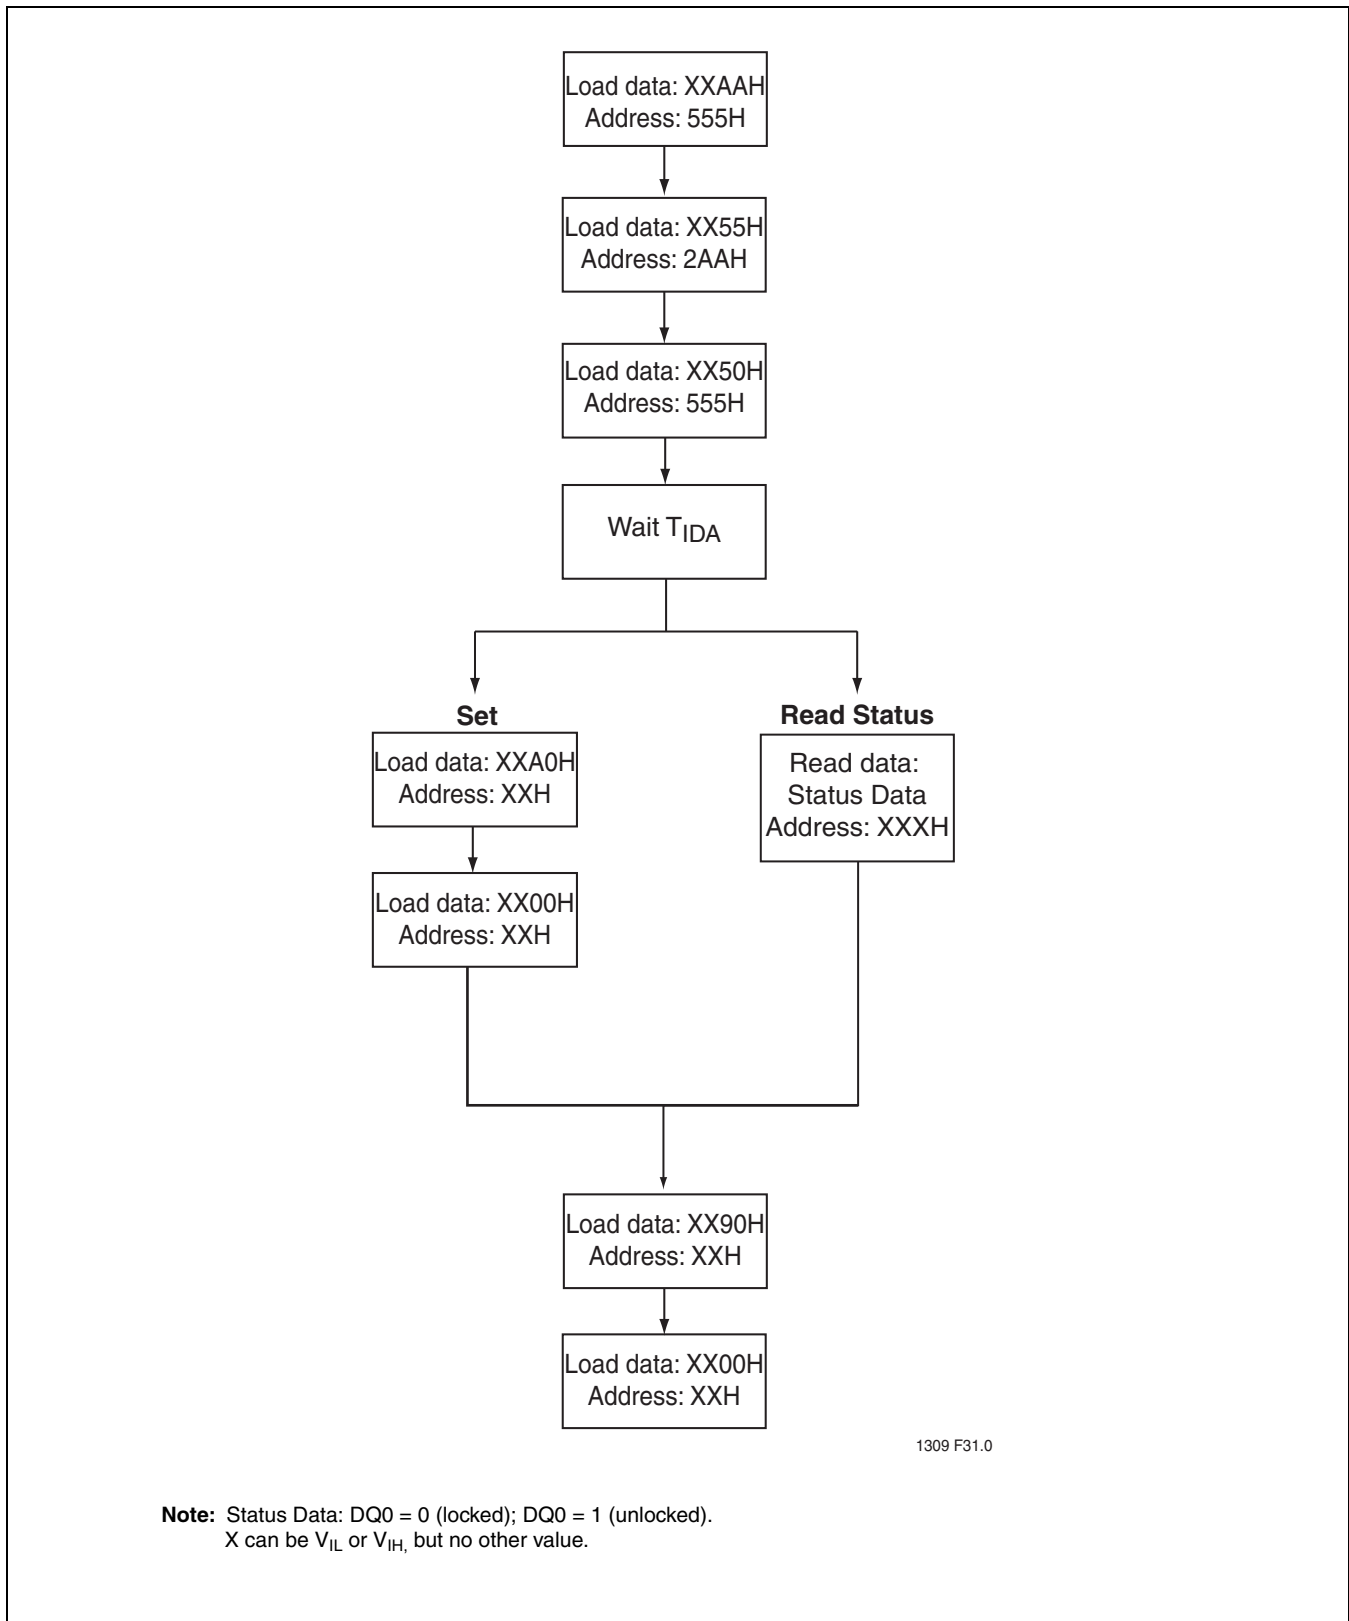 Load data: XXAAH
Address: 555H
Load data: XX55H
Address: 2AAH
Load data: XX50H
Address: 555H
Wait TIDA
Set
Load data: XXA0H
Address: XXH
Load data: XX00H
Address: XXH
Read Status
Read data:
Status Data
Address: XXXH
Load data: XX90H
Address: XXH
Load data: XX00H
Address: XXH
1309 F31.0
Note: Status Data: DQ0 = 0 (locked); DQ0 = 1 (unlocked).
X can be VIL or VIH, but no other value.